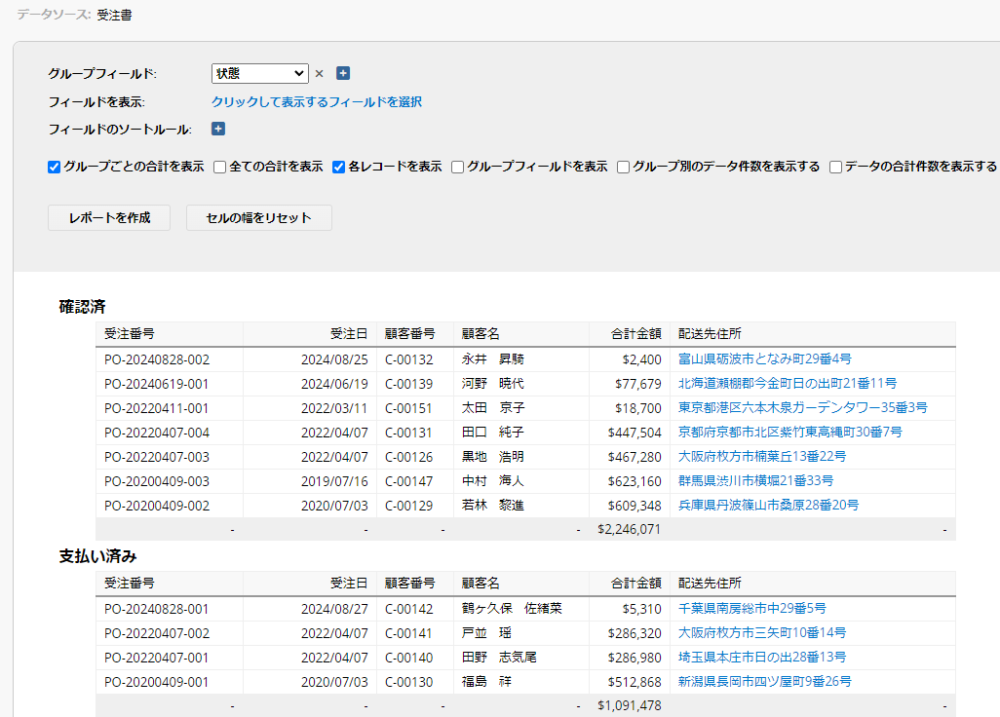 データソース: 受注書
グループフィールド: 状態 × +
フィールドを表示: クリックして表示するフィールドを選択
フィールドのソートルール: +
グループごとの合計を表示 全ての合計を表示 各レコードを表示 グループフィールドを表示 グループ別のデータ件数を表示する データの合計件数を表示する
レポートを作成 セルの幅をリセット
確認済
受注番号 受注日 顧客番号 顧客名 合計金額 配送先住所
PO-20240828-002 2024/08/25 C-00132 永井 昇騎 $2,400 富山県砺波市となみ町29番4号
PO-20240619-001 2024/06/19 C-00139 河野 暁代 $77,679 北海道瀬棚郡今金町日の出町21番11号
PO-20220411-001 2022/03/11 C-00151 太田 京子 $18,700 東京都港区六本木泉ガーデンタワー35番3号
PO-20220407-004 2022/04/07 C-00131 田口 純子 $447,504 京都府京都市北区紫竹東高縄町30番7号
PO-20220407-003 2022/04/07 C-00126 黒地 浩明 $467,280 大阪府枚方市楠葉丘13番22号
PO-20200409-003 2019/07/16 C-00147 中村 海人 $623,160 群馬県渋川市横堀21番33号
PO-20200409-002 2020/07/03 C-00129 若林 黎進 $609,348 兵庫県丹波篠山市桑原28番20号
- - - - $2,246,071 -
支払い済み
受注番号 受注日 顧客番号 顧客名 合計金額 配送先住所
PO-20240828-001 2024/08/27 C-00142 鶴ヶ久保 佐緒菜 $5,310 千葉県南房総市中29番5号
PO-20220407-002 2022/04/07 C-00141 戸並 瑶 $286,320 大阪府枚方市三矢町10番14号
PO-20220407-001 2022/04/07 C-00140 田野 志気尾 $286,980 埼玉県本庄市日の出28番13号
PO-20200409-001 2020/07/03 C-00130 福島 祥 $512,868 新潟県長岡市四ツ屋町9番26号
- - - - $1,091,478 -